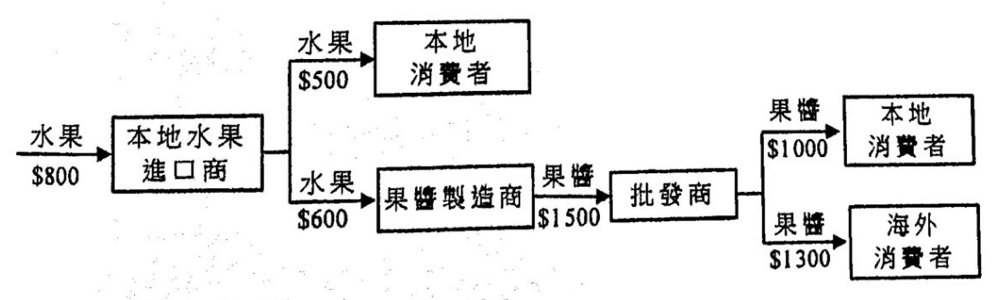 水果
$800
本地水果
進口商
水果
$500
本地
消費者
水果
$600
果醬製造商
果醬
$1500
批發商
果醬
$1000
本地
消費者
果醬
$1300
海外
消費者